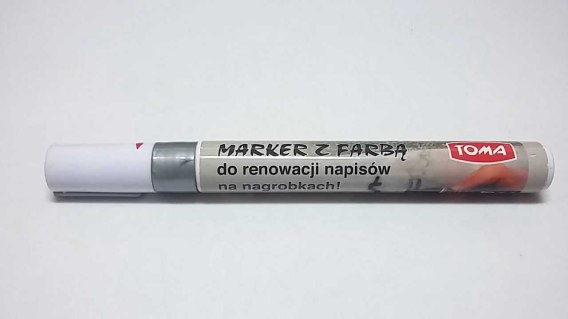 MARKER Z FARBĄ
do renowacji napisów
na nagrobkach!
TOMA